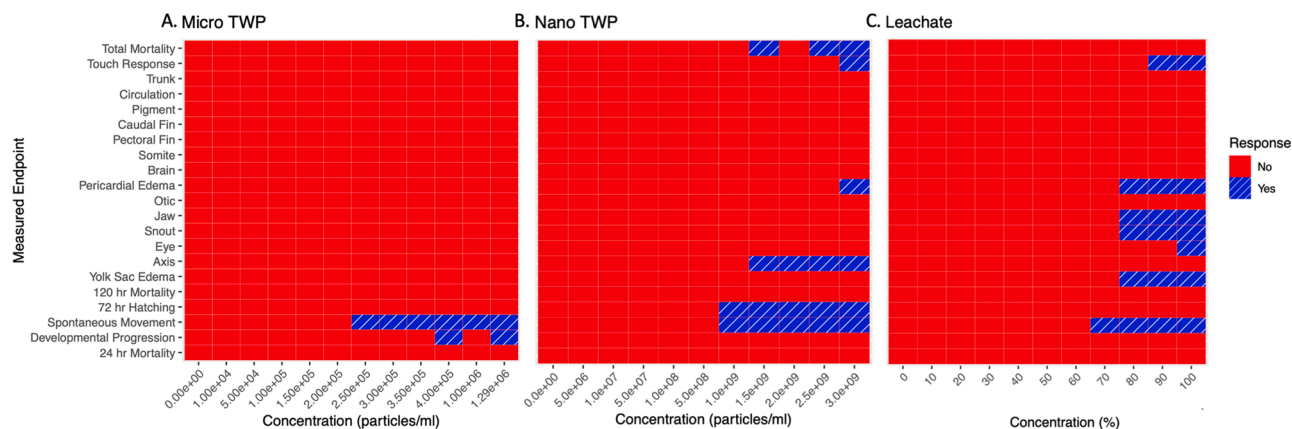 A. Micro TWP
B. Nano TWP
C. Leachate
Measured Endpoint
Total Mortality
Touch Response
Trunk
Circulation
Pigment
Caudal Fin
Pectoral Fin
Somite
Brain
Pericardial Edema
Otic
Jaw
Snout
Eye
Axis
Yolk Sac Edema
120 hr Mortality
72 hr Hatching
Spontaneous Movement
Developmental Progression
24 hr Mortality
0.00e+00
1.00e+04
5.00e+04
1.00e+05
1.50e+05
2.00e+05
2.50e+05
3.00e+05
3.50e+05
4.00e+05
1.00e+06
1.29e+06
Concentration (particles/ml)
0.0e+00
5.0e+06
1.0e+07
5.0e+07
1.0e+08
5.0e+08
1.0e+09
1.5e+09
2.0e+09
2.5e+09
3.0e+09
Concentration (particles/ml)
0
10
20
30
40
50
60
70
80
90
100
Concentration (%)
Response
No
Yes